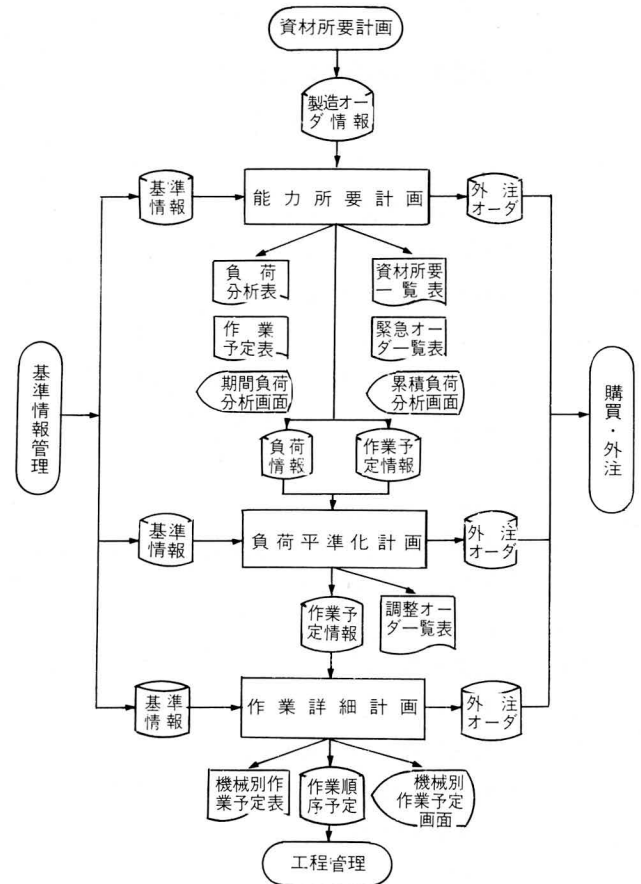 資材所要計画
製造オー
ダ情報
基準
情報
能力所要計画
外注
オーダ
負荷
分析表
資材所要
一覧表
作業
予定表
緊急オー
ダ一覧表
期間負荷
分析画面
累積負荷
分析画面
基準情報管理
購買・外注
負荷
情報
作業予
定情報
基準
情報
負荷平準化計画
外注
オーダ
作業予
定情報
調整オー
ダ一覧表
基準
情報
作業詳細計画
外注
オーダ
機械別作
業予定表
作業順
序予定
機械別
作業予定
画面
工程管理